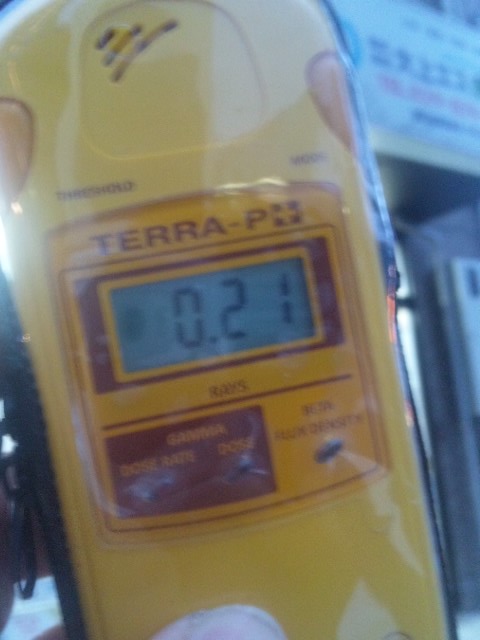 THRESHOLD
MODE
TERRA-P+
0.21
RAYS
GAMMA
DOSE RATE
DOSE
BETA
FLUX DENSITY